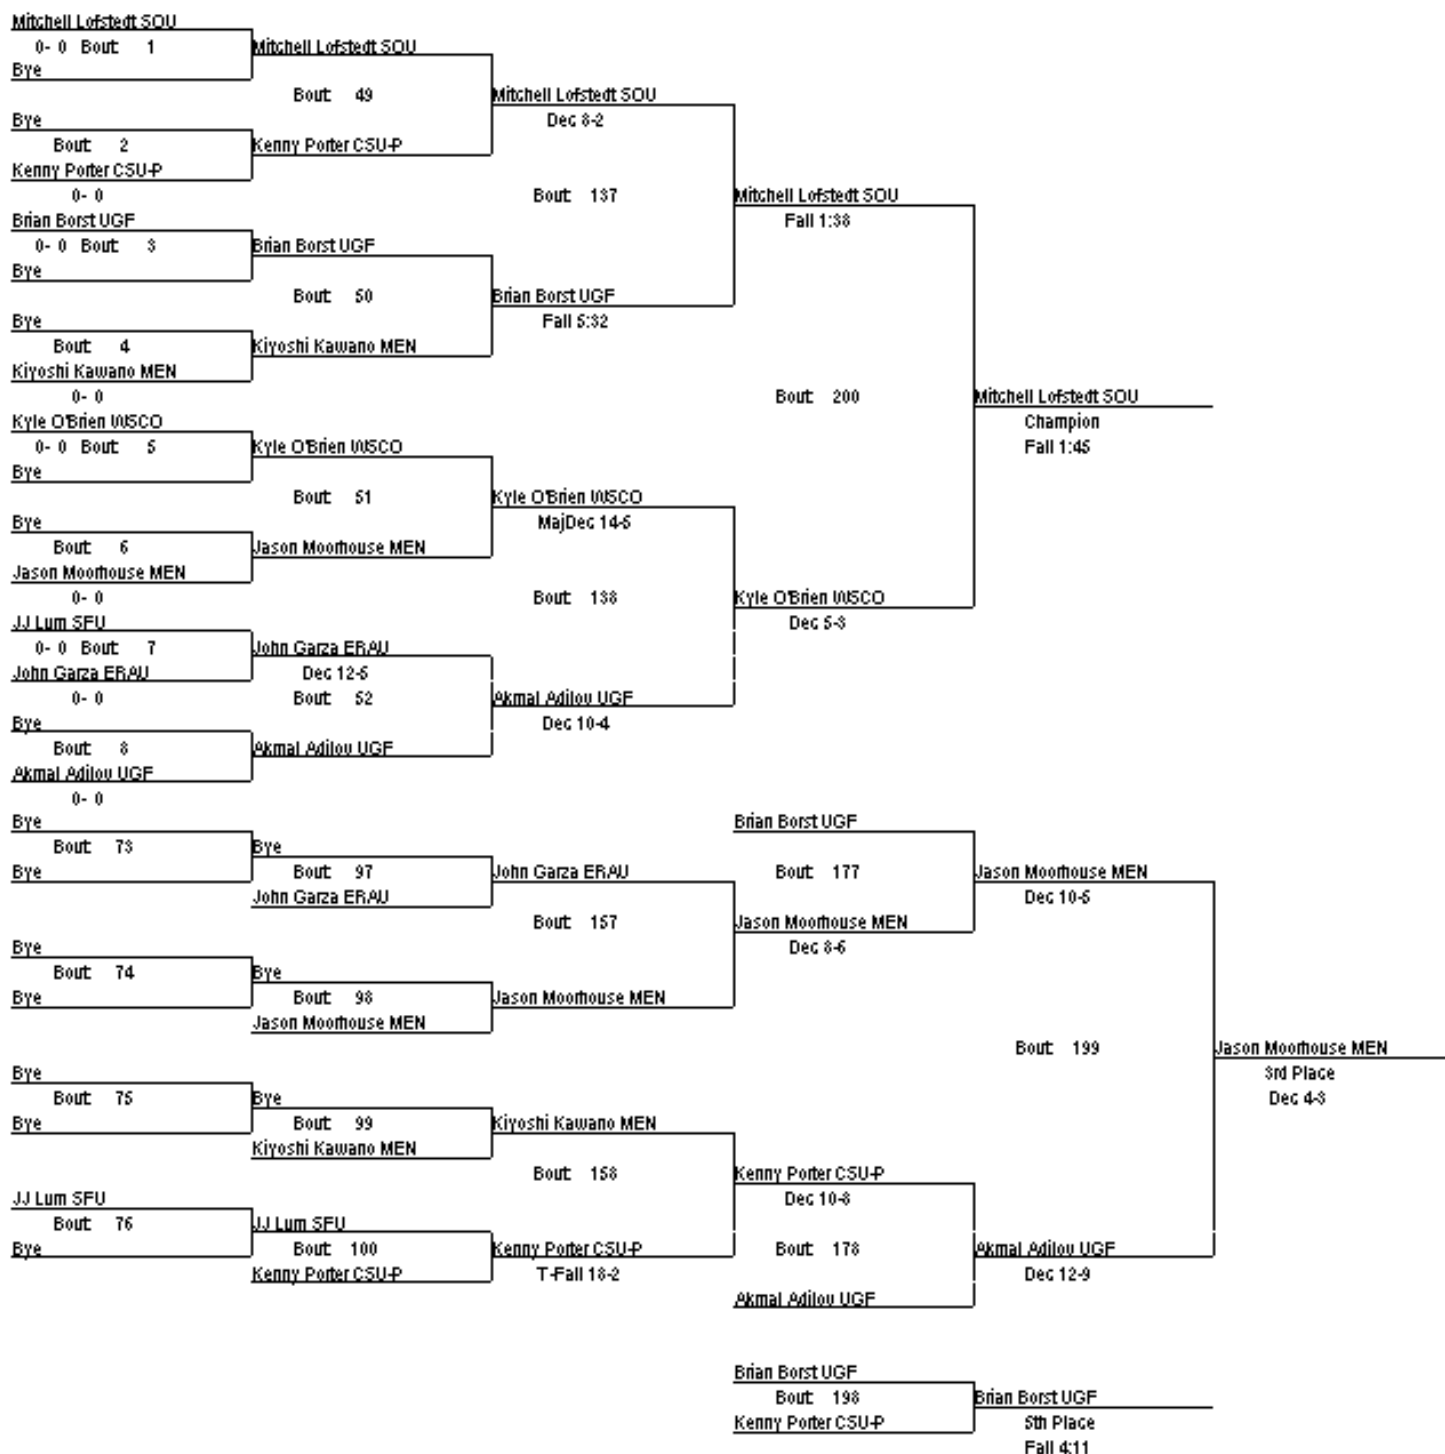 Mitchell Lofstedt SOU
0- 0 Bout 1
Mitchell Lofstedt SOU
Bye
Bout 49
Mitchell Lofstedt SOU
Bye
Dec 8-2
Bout 2
Kenny Porter CSU-P
Kenny Porter CSU-P
0- 0
Bout 137
Mitchell Lofstedt SOU
Brian Borst UGF
Fall 1:38
0- 0 Bout 3
Brian Borst UGF
Bye
Bout 50
Brian Borst UGF
Bye
Fall 5:32
Bout 4
Kiyoshi Kawano MEN
Kiyoshi Kawano MEN
0- 0
Bout 200
Mitchell Lofstedt SOU
Kyle O'Brien WSCO
Champion
0- 0 Bout 5
Kyle O'Brien WSCO
Fall 1:45
Bye
Bout 51
Kyle O'Brien WSCO
Bye
MajDec 14-5
Bout 6
Jason Moorhouse MEN
Jason Moorhouse MEN
0- 0
Bout 138
Kyle O'Brien WSCO
JJ Lum SFU
Dec 5-3
0- 0 Bout 7
John Garza ERAU
John Garza ERAU
Dec 12-5
0- 0
Bout 52
Akmal Adilov UGF
Bye
Dec 10-4
Bout 8
Akmal Adilov UGF
Akmal Adilov UGF
0- 0
Bye
Brian Borst UGF
Bout 73
Bye
Bye
Bout 97
John Garza ERAU
Bout 177
Jason Moorhouse MEN
John Garza ERAU
Dec 10-5
Bout 157
Jason Moorhouse MEN
Bye
Dec 8-6
Bout 74
Bye
Bye
Bout 98
Jason Moorhouse MEN
Jason Moorhouse MEN
Bout 199
Jason Moorhouse MEN
Bye
3rd Place
Bout 75
Bye
Dec 4-3
Bye
Bout 99
Kiyoshi Kawano MEN
Kiyoshi Kawano MEN
Bout 158
Kenny Porter CSU-P
JJ Lum SFU
Dec 10-8
Bout 76
JJ Lum SFU
Bye
Bout 100
Kenny Porter CSU-P
Bout 178
Akmal Adilov UGF
Kenny Porter CSU-P
T-Fall 18-2
Dec 12-9
Akmal Adilov UGF
Brian Borst UGF
Bout 198
Brian Borst UGF
Kenny Porter CSU-P
5th Place
Fall 4:11